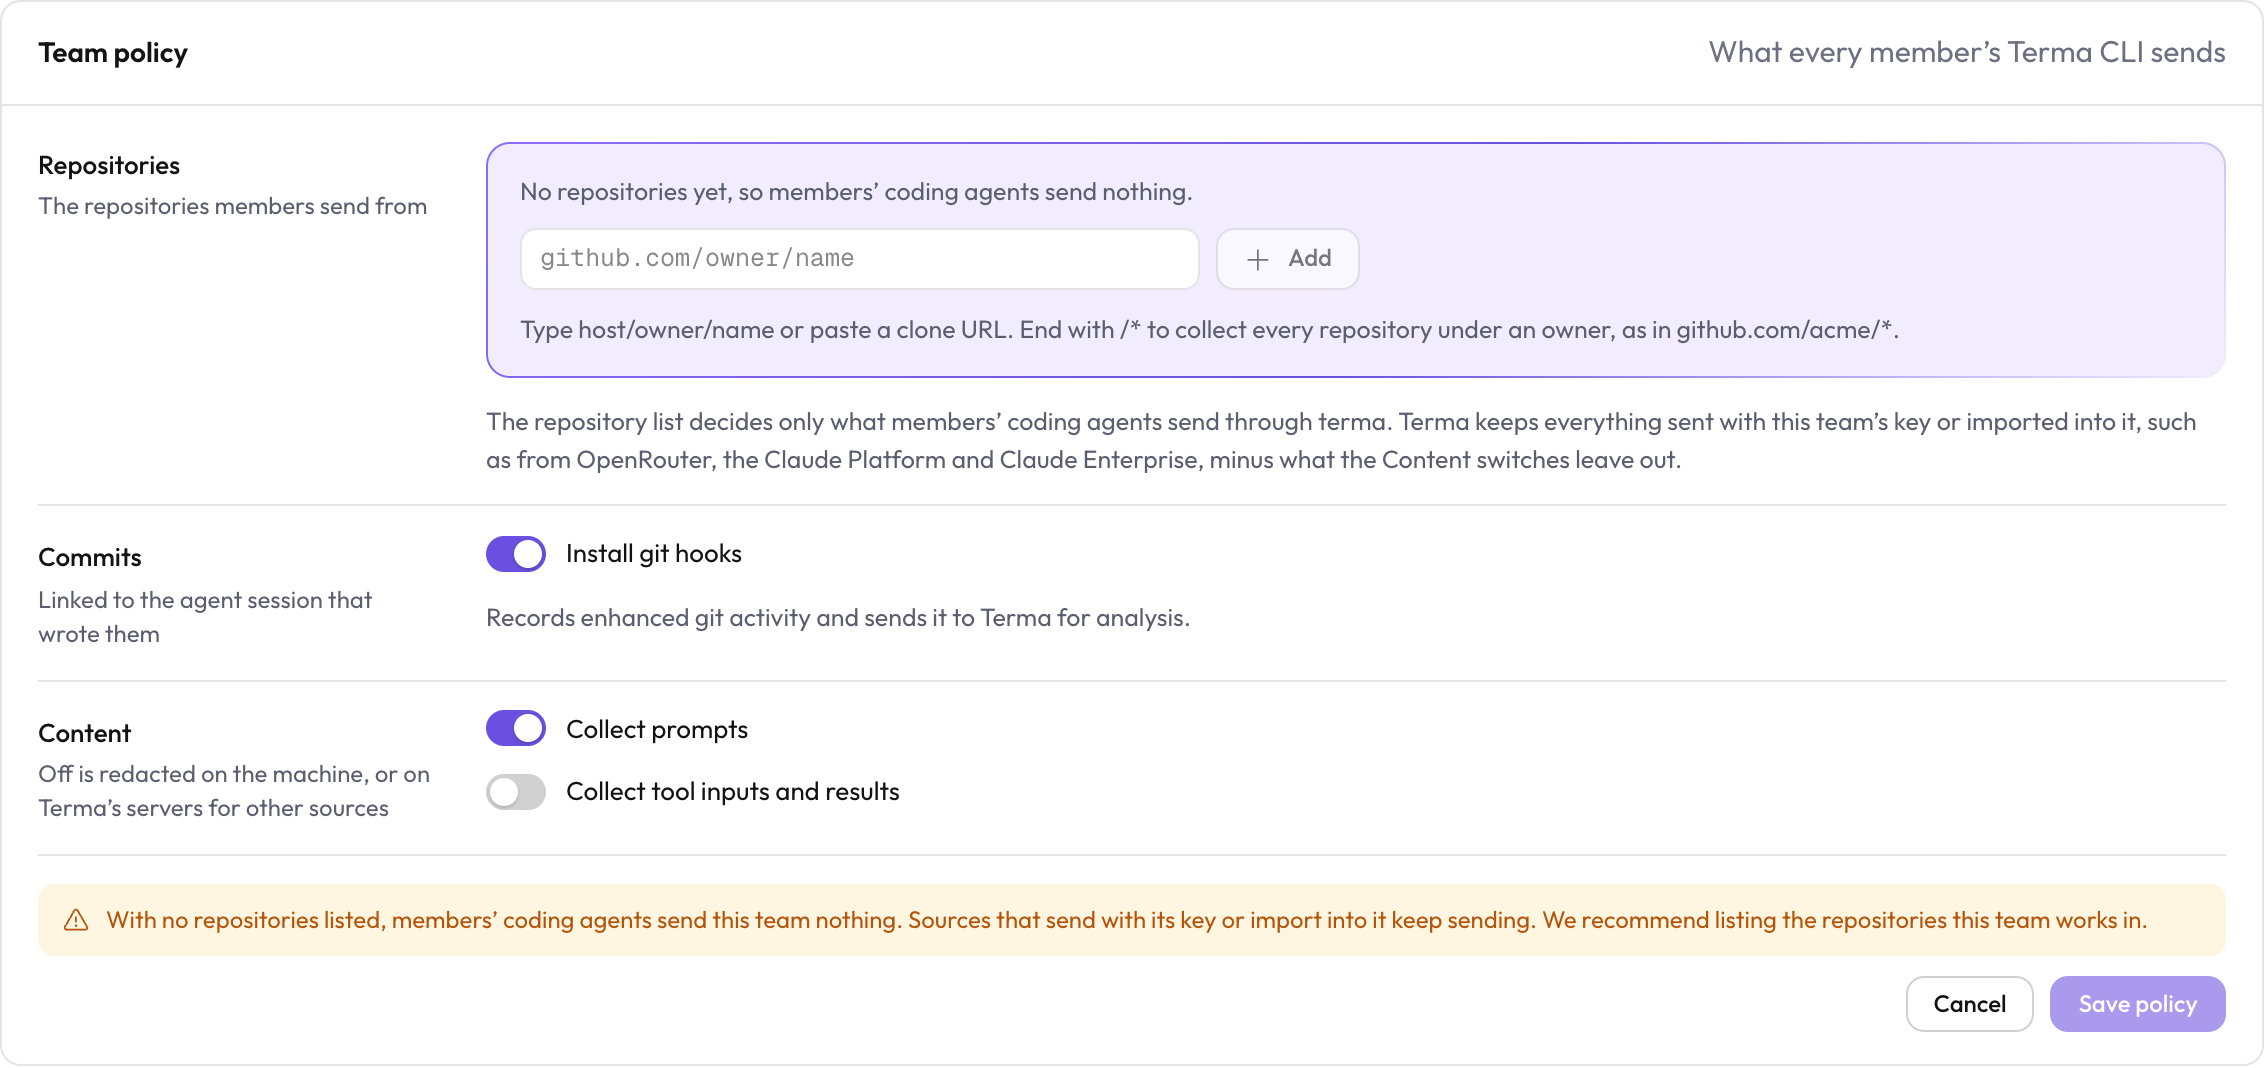 Team policy
What every member’s Terma CLI sends
Repositories
The repositories members send from
No repositories yet, so members’ coding agents send nothing.
github.com/owner/name
Add
Type host/owner/name or paste a clone URL. End with /* to collect every repository under an owner, as in github.com/acme/*.
The repository list decides only what members’ coding agents send through terma. Terma keeps everything sent with this team’s key or imported into it, such
as from OpenRouter, the Claude Platform and Claude Enterprise, minus what the Content switches leave out.
Commits
Linked to the agent session that
wrote them
Install git hooks
Records enhanced git activity and sends it to Terma for analysis.
Content
Off is redacted on the machine, or on
Terma’s servers for other sources
Collect prompts
Collect tool inputs and results
With no repositories listed, members’ coding agents send this team nothing. Sources that send with its key or import into it keep sending. We recommend listing the repositories this team works in.
Cancel
Save policy